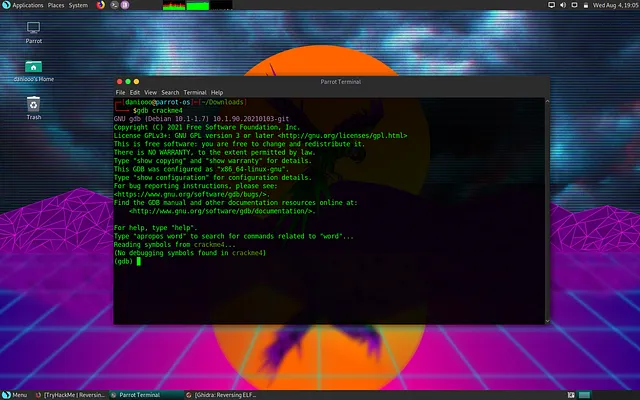 Applications Places System
Wed Aug 4, 19:05
Parrot
daniooo's Home
Trash
Parrot Terminal
File Edit View Search Terminal Help
┌─[daniooo@parrot-os]─[~/Downloads]
└──╼ $gdb crackme4
GNU gdb (Debian 10.1-1.7) 10.1.90.20210103-git
Copyright (C) 2021 Free Software Foundation, Inc.
License GPLv3+: GNU GPL version 3 or later <http://gnu.org/licenses/gpl.html>
This is free software: you are free to change and redistribute it.
There is NO WARRANTY, to the extent permitted by law.
Type "show copying" and "show warranty" for details.
This GDB was configured as "x86_64-linux-gnu".
Type "show configuration" for configuration details.
For bug reporting instructions, please see:
<https://www.gnu.org/software/gdb/bugs/>.
Find the GDB manual and other documentation resources online at:
<http://www.gnu.org/software/gdb/documentation/>.
For help, type "help".
Type "apropos word" to search for commands related to "word"...
Reading symbols from crackme4...
(No debugging symbols found in crackme4)
(gdb)
Menu [TryHackMe | Reversin... Parrot Terminal [Ghidra: Reversing ELF...